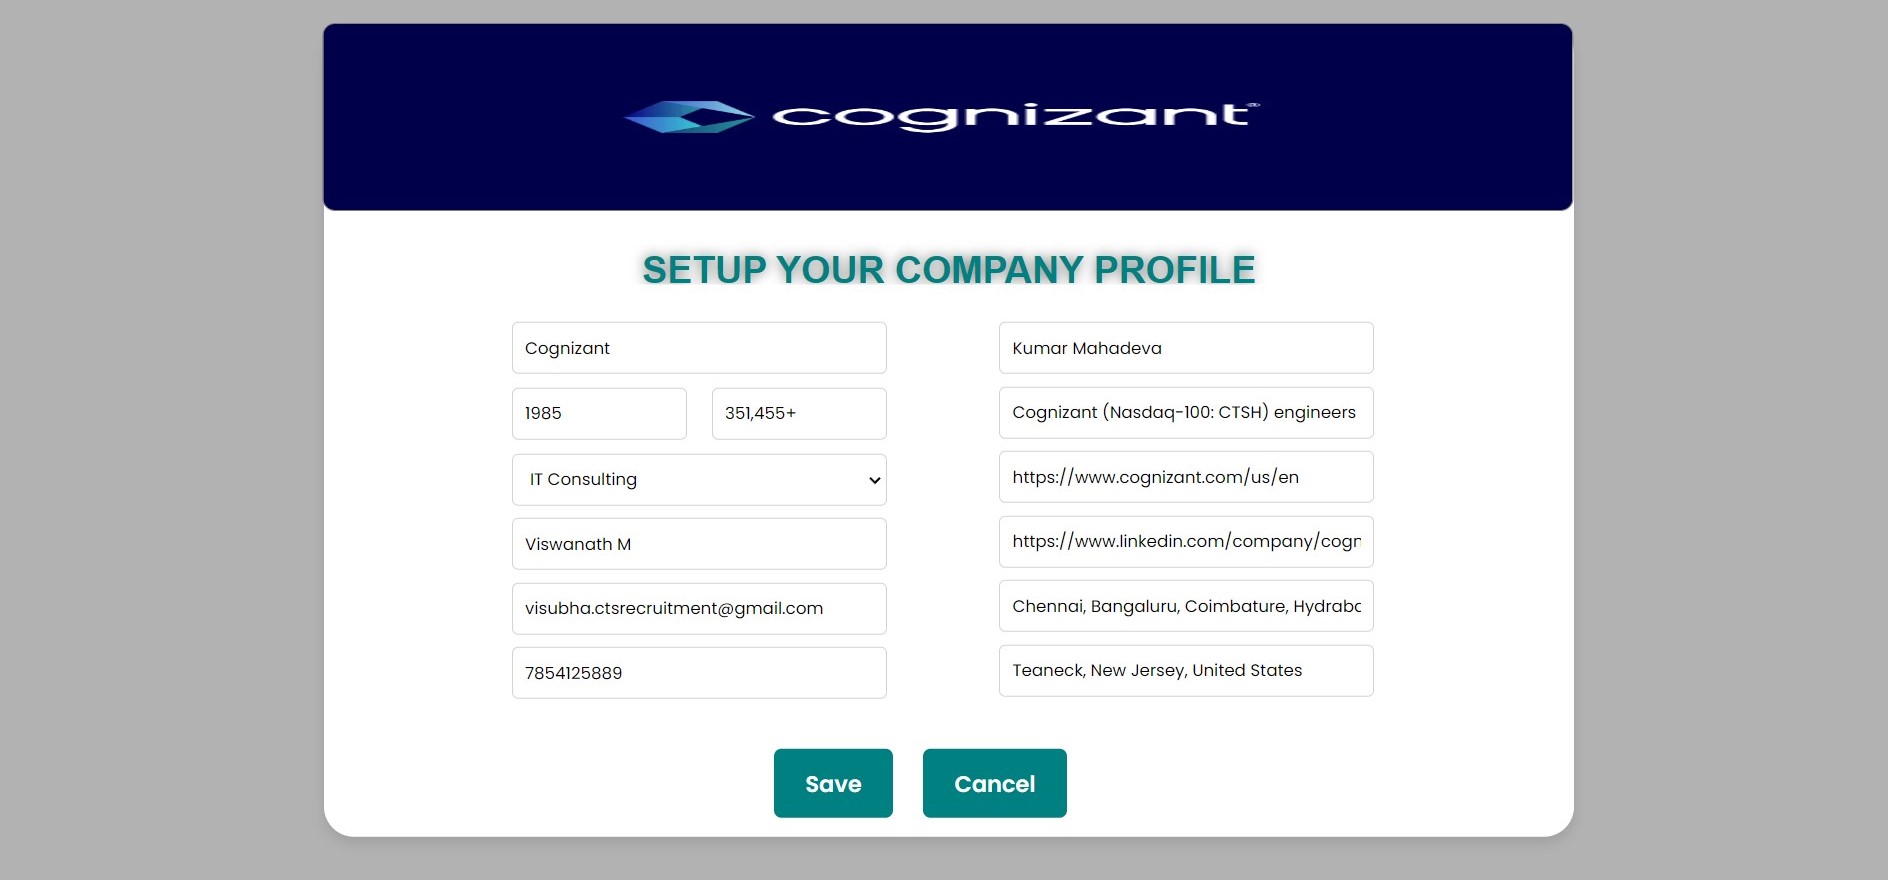 cognizant®
SETUP YOUR COMPANY PROFILE
Cognizant
1985
351,455+
IT Consulting
Viswanath M
visubha.ctsrecruitment@gmail.com
7854125889
Kumar Mahadeva
Cognizant (Nasdaq-100: CTSH) engineers
https://www.cognizant.com/us/en
https://www.linkedin.com/company/cogn
Chennai, Bangaluru, Coimbature, Hydrabc
Teaneck, New Jersey, United States
Save
Cancel